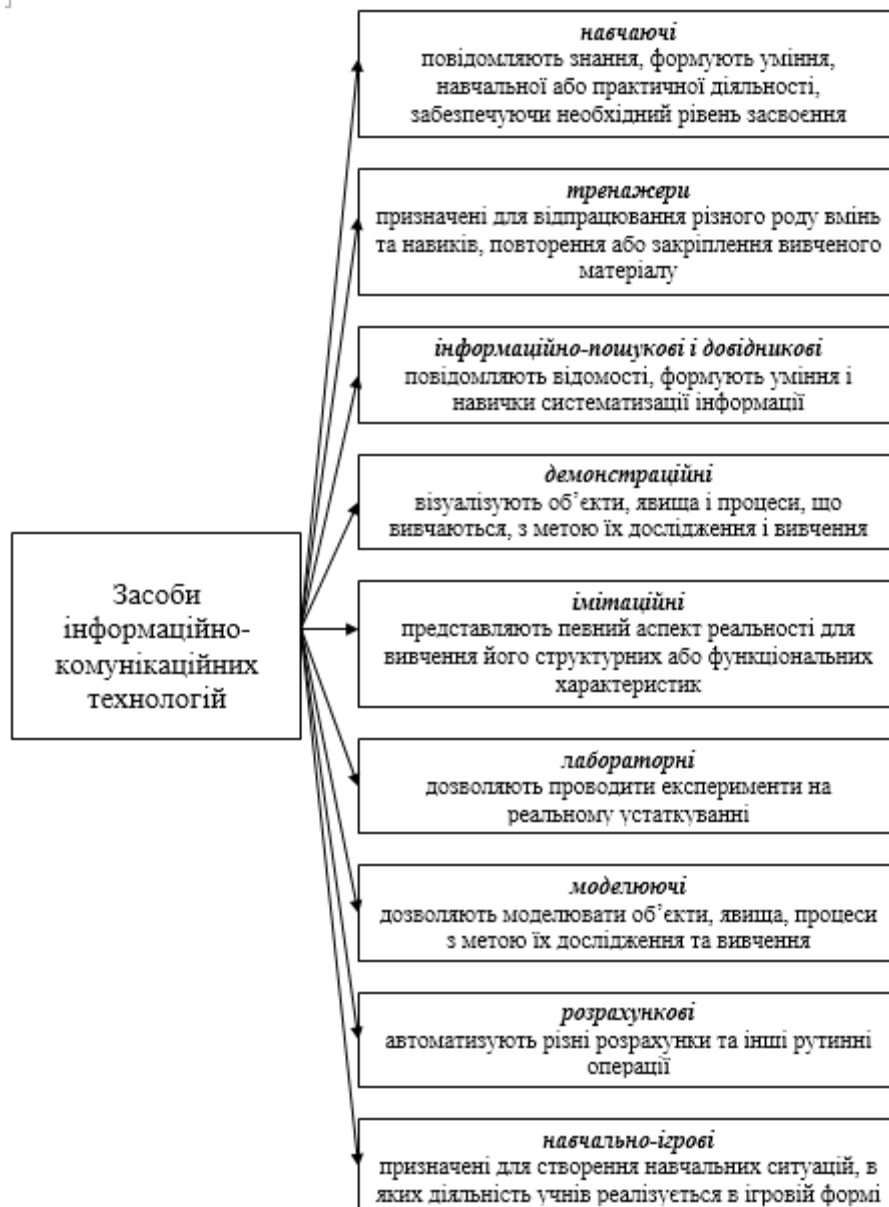 навчаючі
повідомляють знання, формують уміння,
навчальної або практичної діяльності,
забезпечуючи необхідний рівень засвоєння
тренажери
призначені для відпрацювання різного роду вмінь
та навиків, повторення або закріплення вивченого
матеріалу
інформаційно-пошукові і довідникові
повідомляють відомості, формують уміння і
навички систематизації інформації
демонстраційні
візуалізують об’єкти, явища і процеси, що
вивчаються, з метою їх дослідження і вивчення
Засоби
інформаційно-
комунікаційних
технологій
імітаційні
представляють певний аспект реальності для
вивчення його структурних або функціональних
характеристик
лабораторні
дозволяють проводити експерименти на
реальному устаткуванні
моделюючі
дозволяють моделювати об’єкти, явища, процеси
з метою їх дослідження та вивчення
розрахункові
автоматизують різні розрахунки та інші рутинні
операції
навчально-ігрові
призначені для створення навчальних ситуацій, в
яких діяльність учнів реалізується в ігровій формі